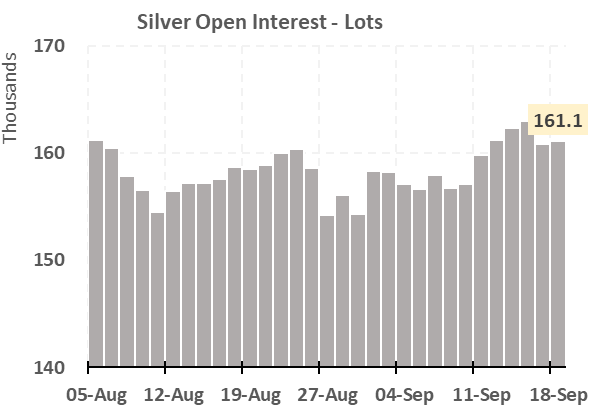 Silver Open Interest - Lots
Thousands
170
160
150
140
161.1
05-Aug 12-Aug 19-Aug 27-Aug 04-Sep 11-Sep 18-Sep